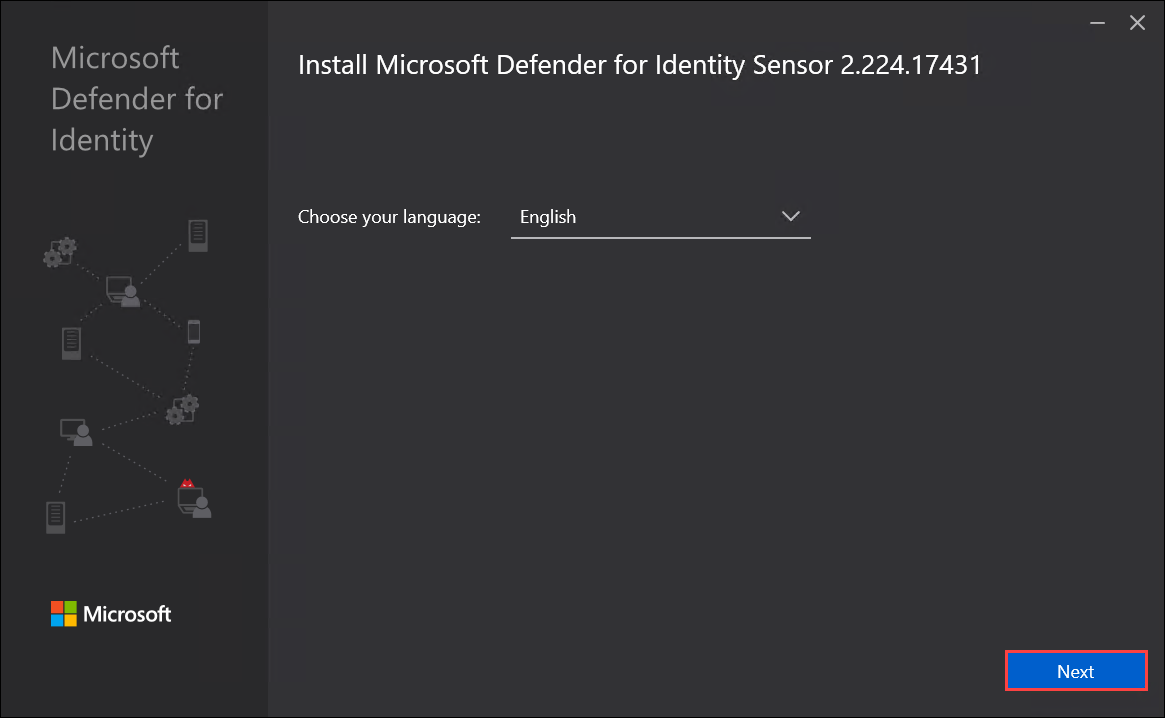 Microsoft
Defender for
Identity
Install Microsoft Defender for Identity Sensor 2.224.17431
Choose your language: English
Microsoft
Next